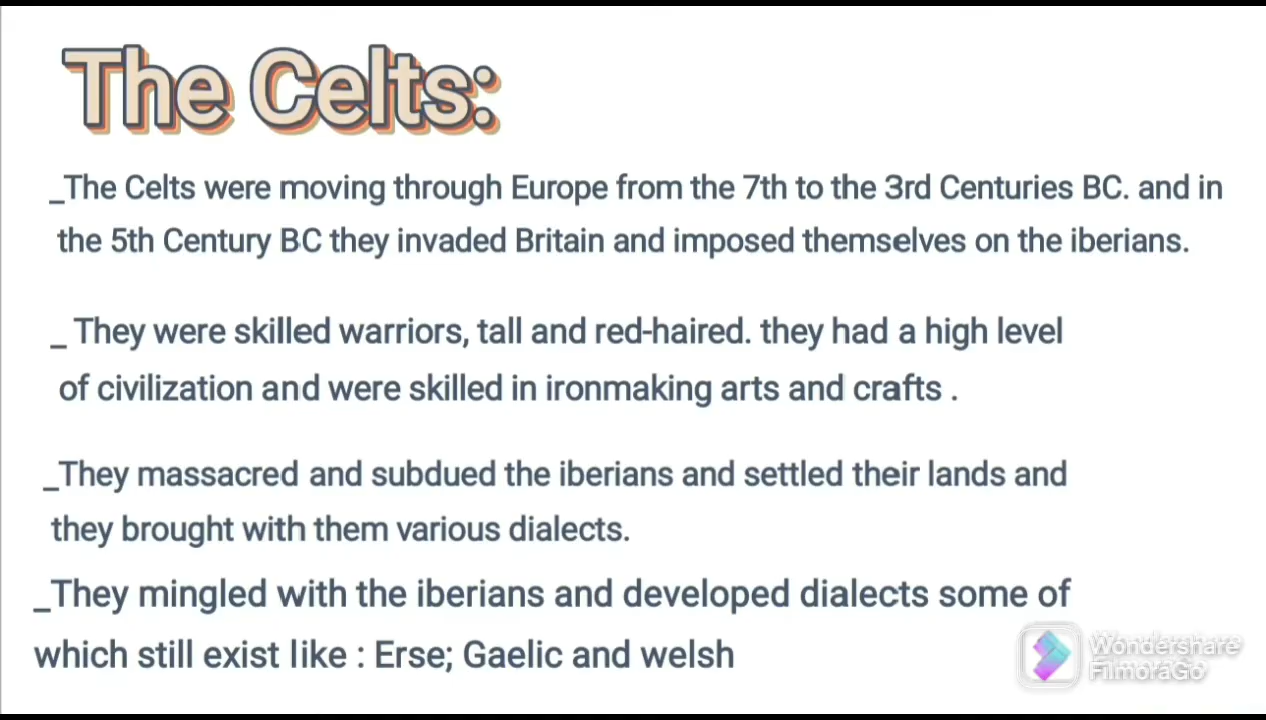 The Celts:
_The Celts were moving through Europe from the 7th to the 3rd Centuries BC. and in
the 5th Century BC they invaded Britain and imposed themselves on the iberians.
_ They were skilled warriors, tall and red-haired. they had a high level
of civilization and were skilled in ironmaking arts and crafts .
_They massacred and subdued the iberians and settled their lands and
they brought with them various dialects.
_They mingled with the iberians and developed dialects some of
which still exist like : Erse; Gaelic and welsh
Wondershare
FilmoraGo